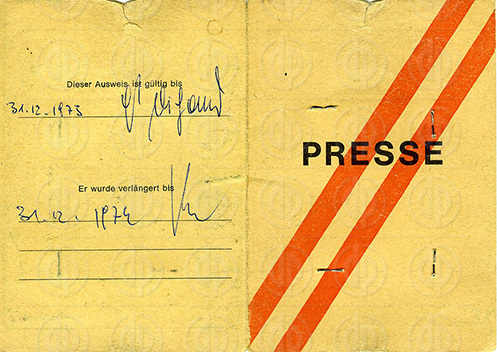 Dieser Ausweis ist gültig bis
31.12.1973
Er wurde verlängert bis
31.12.1974
PRESSE